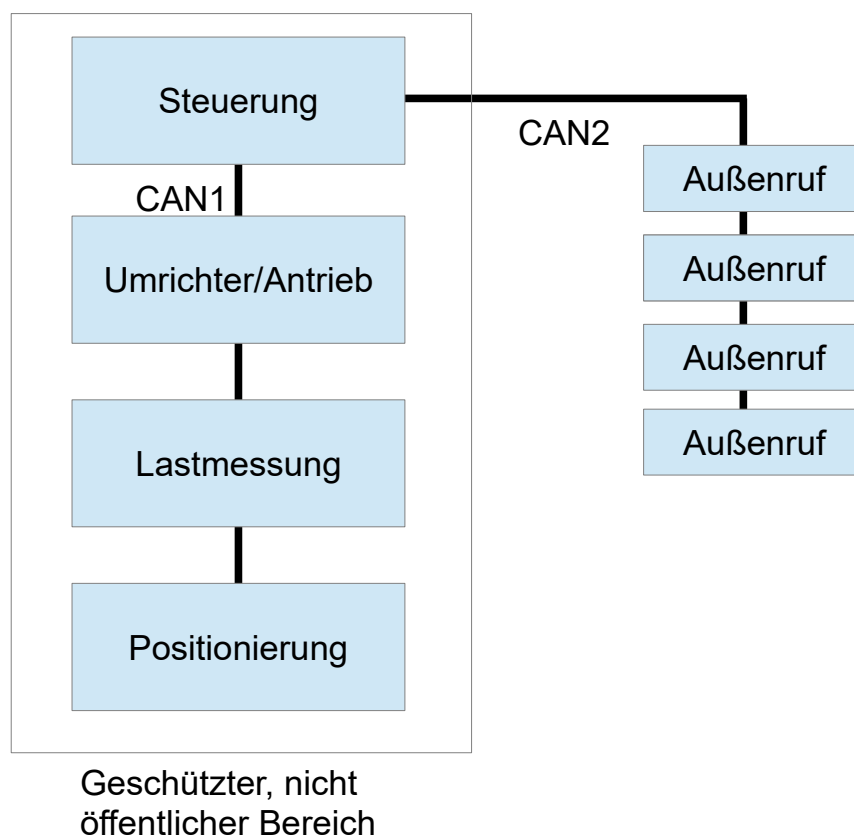 Steuerung
CAN1
Umrichter/Antrieb
Lastmessung
Positionierung
Geschützter, nicht
öffentlicher Bereich
CAN2
Außenruf
Außenruf
Außenruf
Außenruf